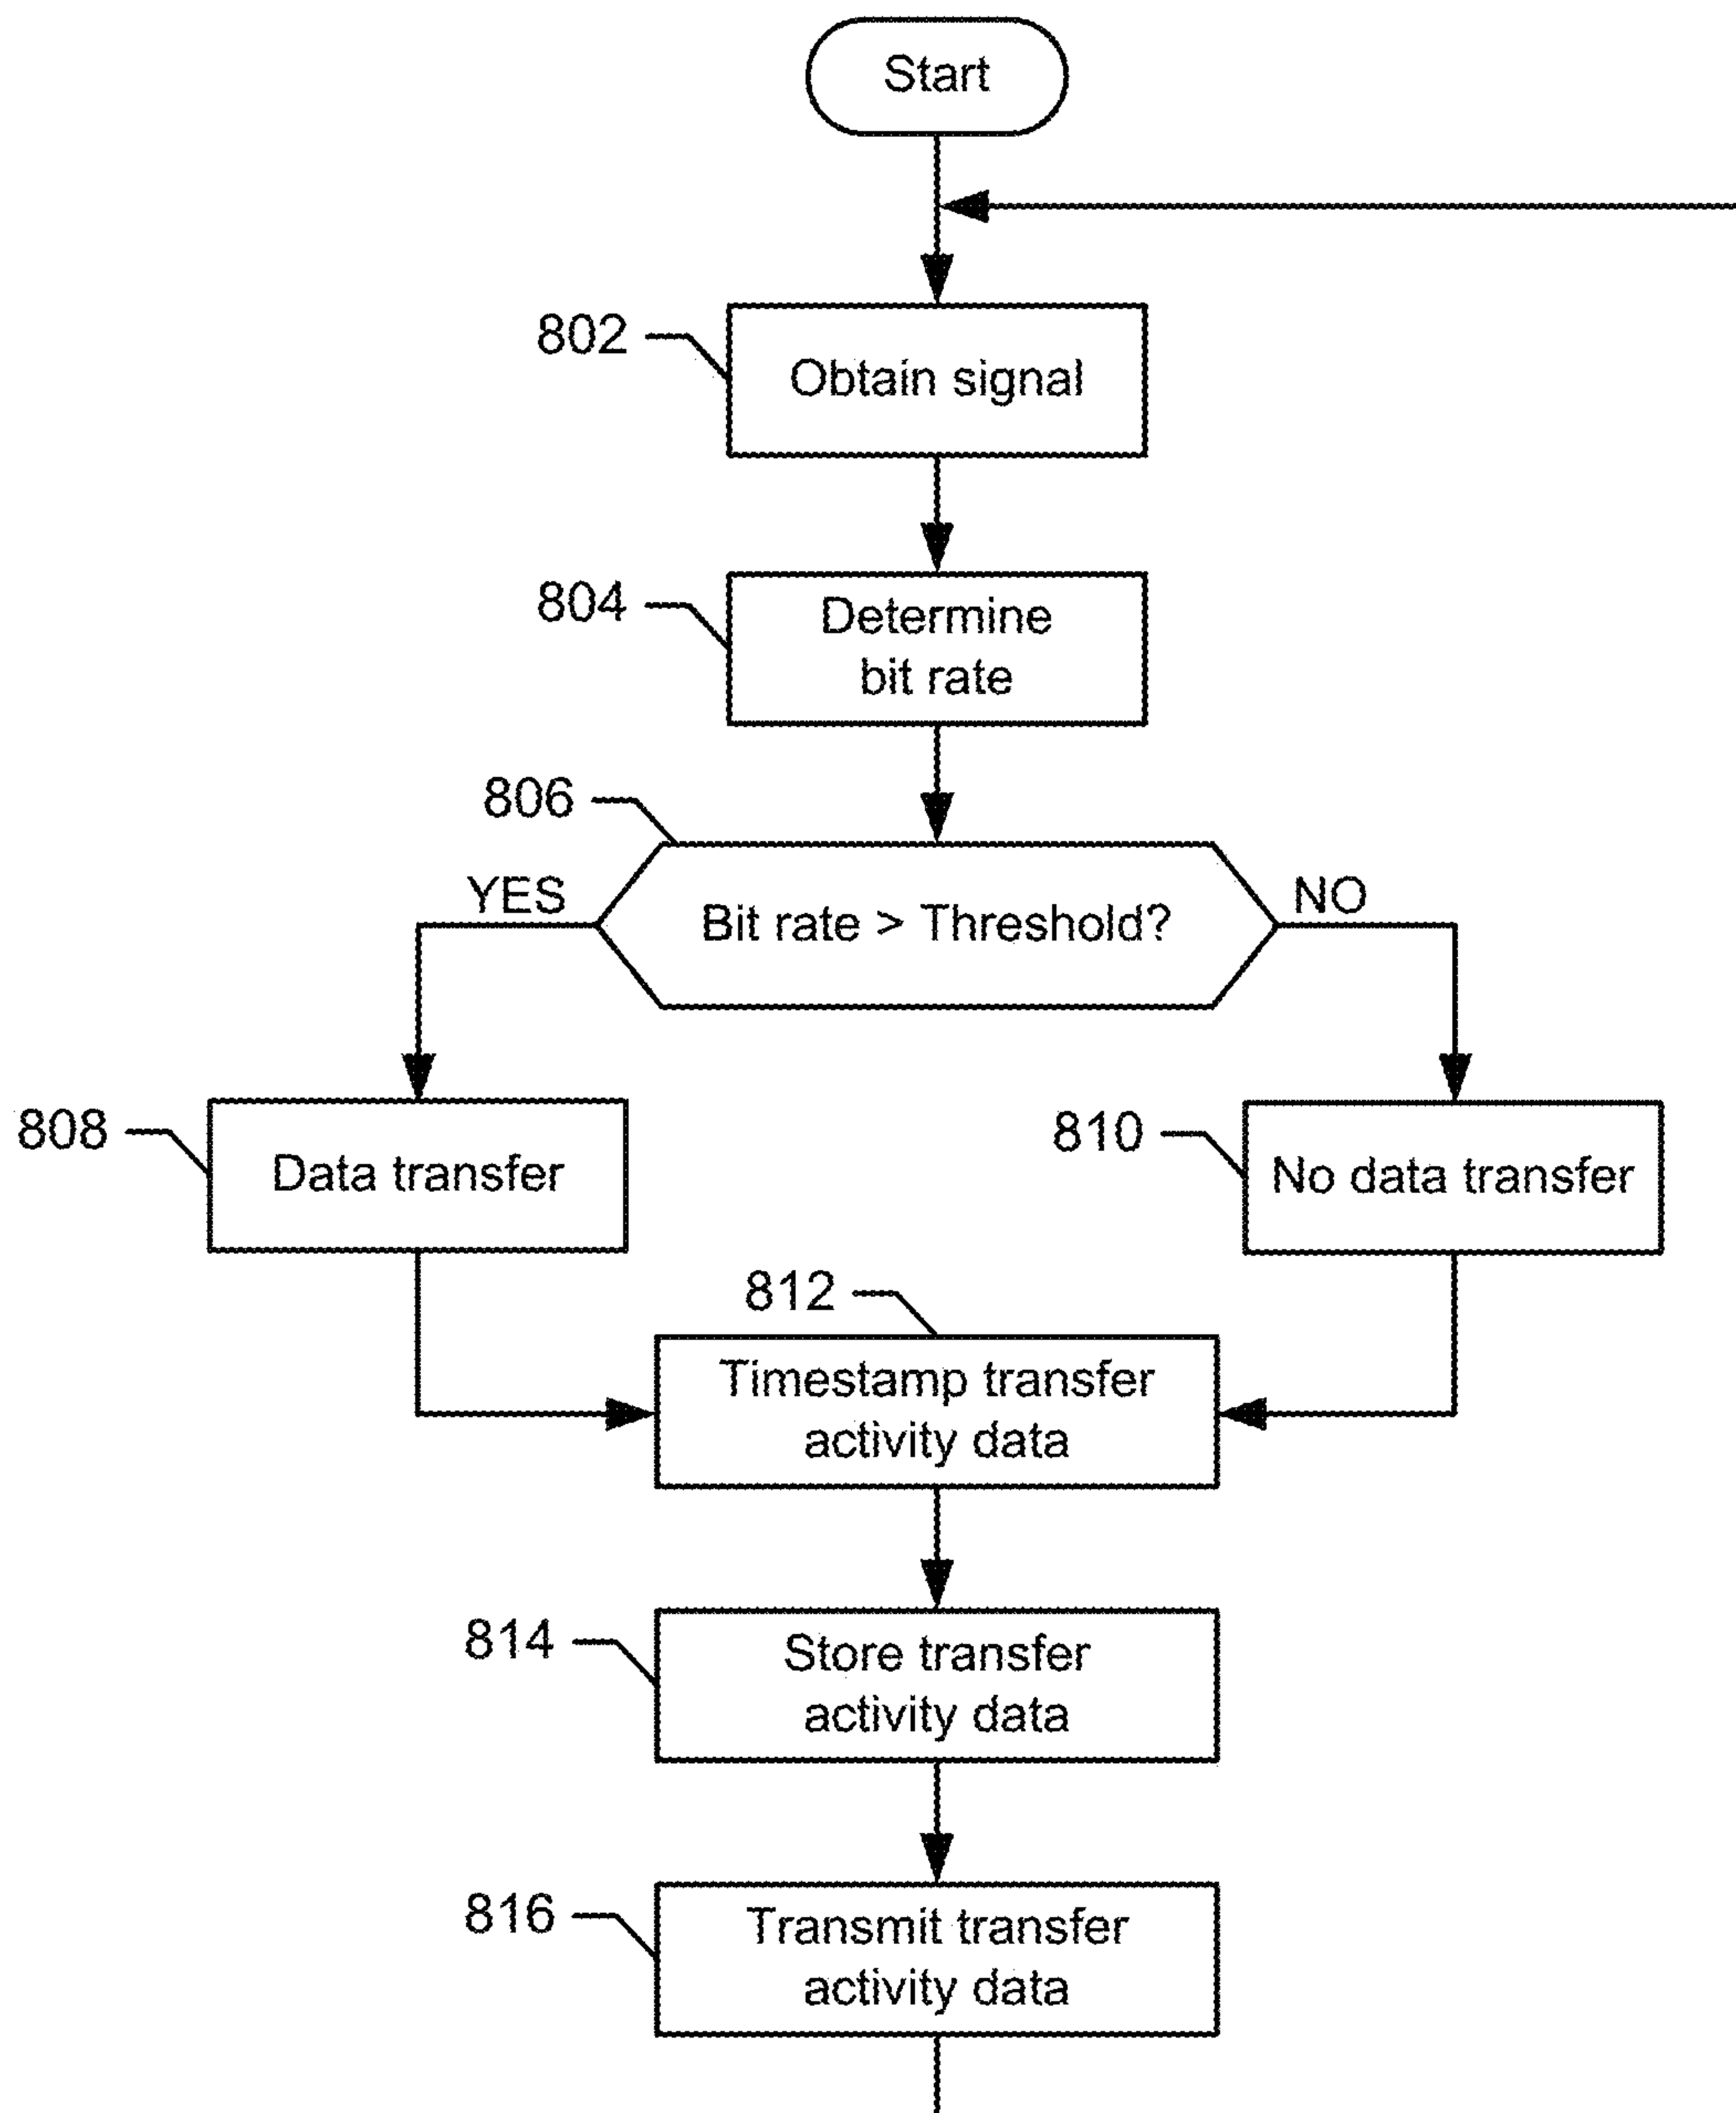 Start
802
Obtain signal
804
Determine
bit rate
806
YES
Bit rate > Threshold?
NO
808
Data transfer
810
No data transfer
812
Timestamp transfer
activity data
814
Store transfer
activity data
816
Transmit transfer
activity data